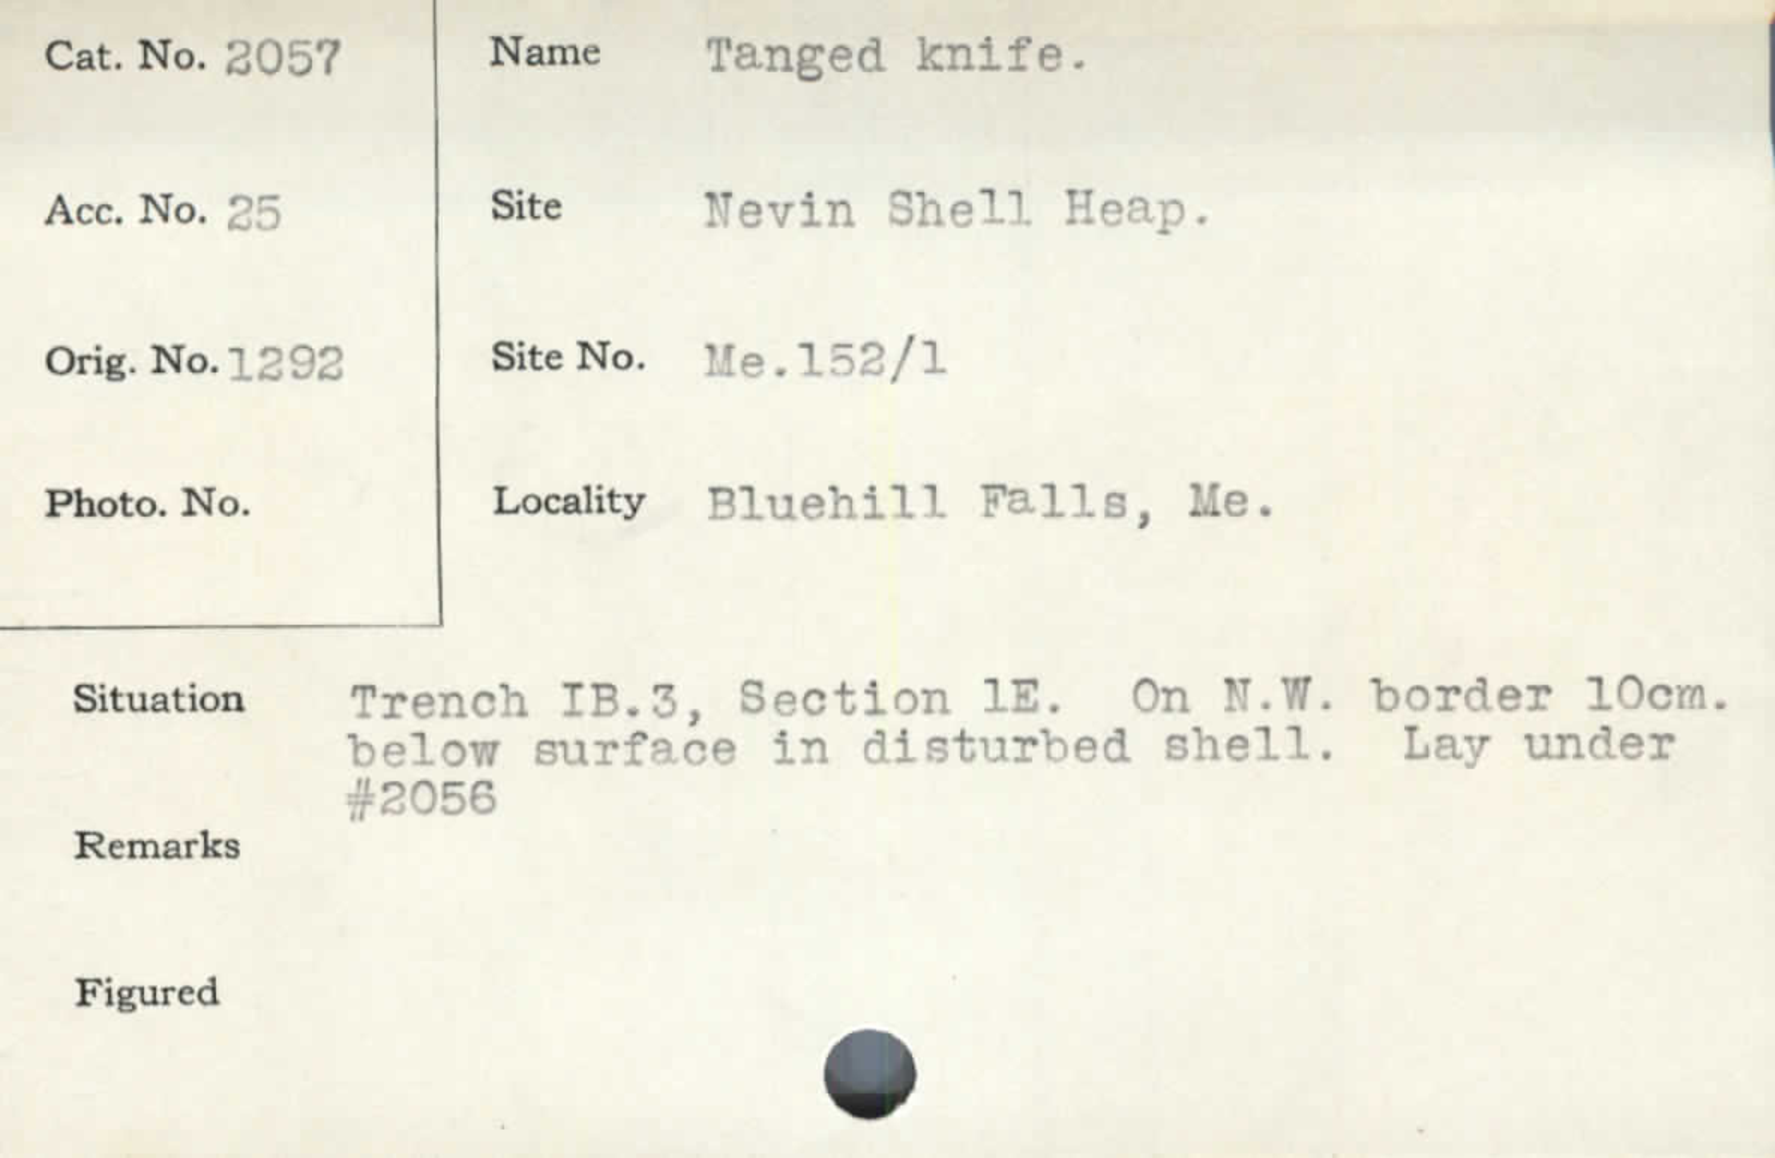 Cat. No. 2057
Name Tanged knife.
Acc. No. 25
Site Nevin Shell Heap.
Orig. No. 1292
Site No. Me.152/1
Photo. No.
Locality Bluehill Falls, Me.
Situation Trench IB.3, Section 1E. On N.W. border 10cm.
below surface in disturbed shell. Lay under
#2056
Remarks
Figured